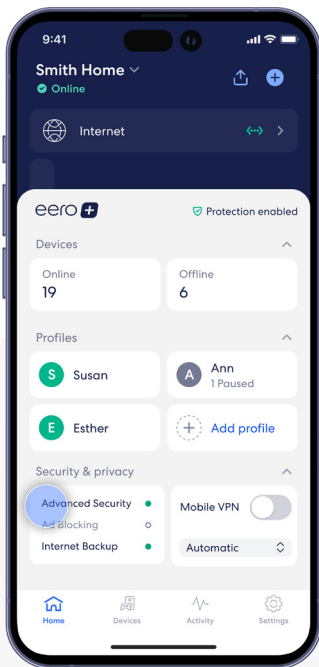 9:41
Smith Home
Online
Internet
eero+
Protection enabled
Devices
Online
19
Offline
6
Profiles
S Susan
A Ann
1 Paused
E Esther
+ Add profile
Security & privacy
Advanced Security
Ad Blocking
Internet Backup
Mobile VPN
Automatic
Home
Devices
Activity
Settings